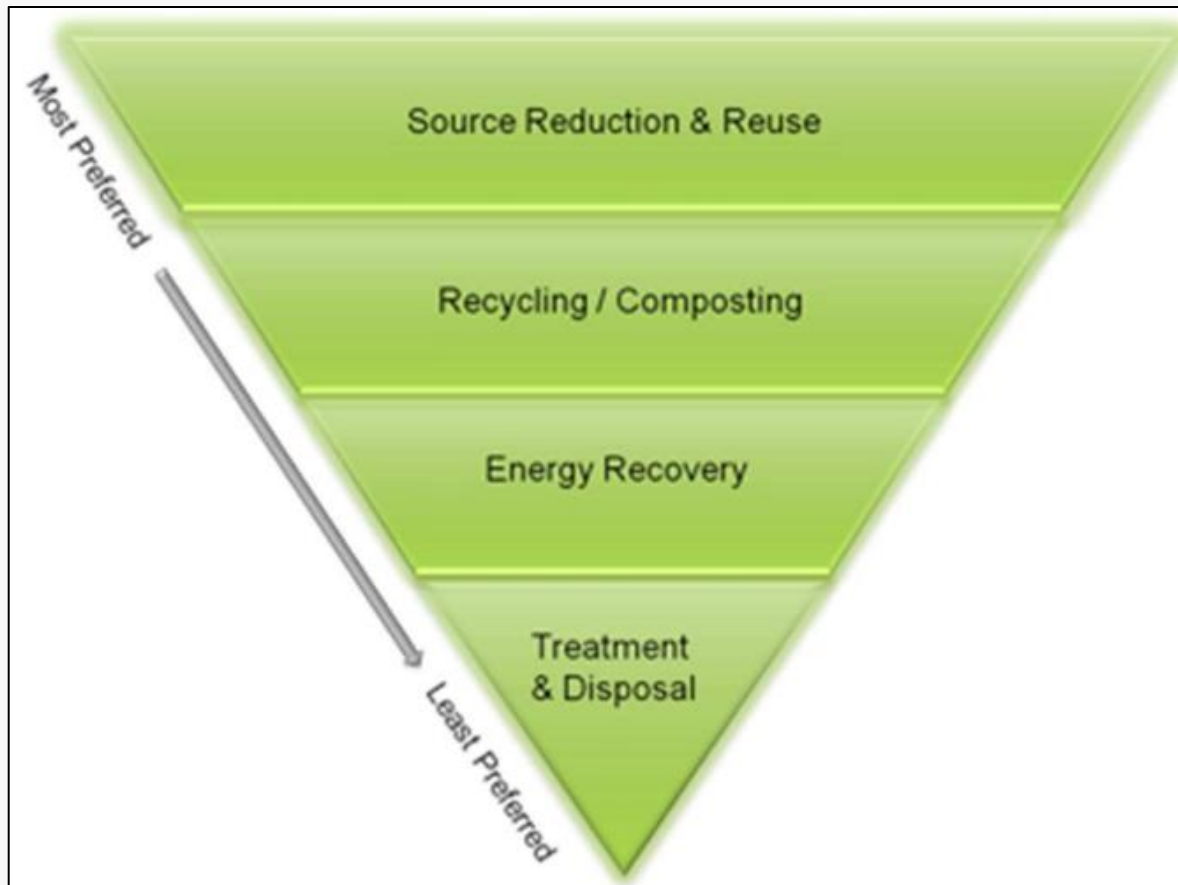 Most Preferred
Source Reduction & Reuse
Recycling / Composting
Energy Recovery
Treatment
& Disposal
Least Preferred